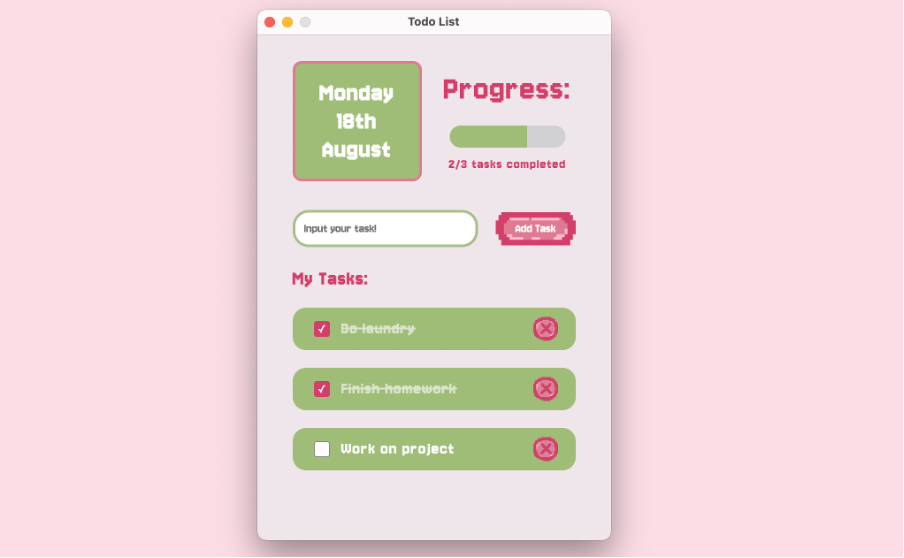 Todo List
Monday
18th
August
Progress:
2/3 tasks completed
Input your task!
Add Task
My Tasks:
Do laundry
Finish homework
Work on project